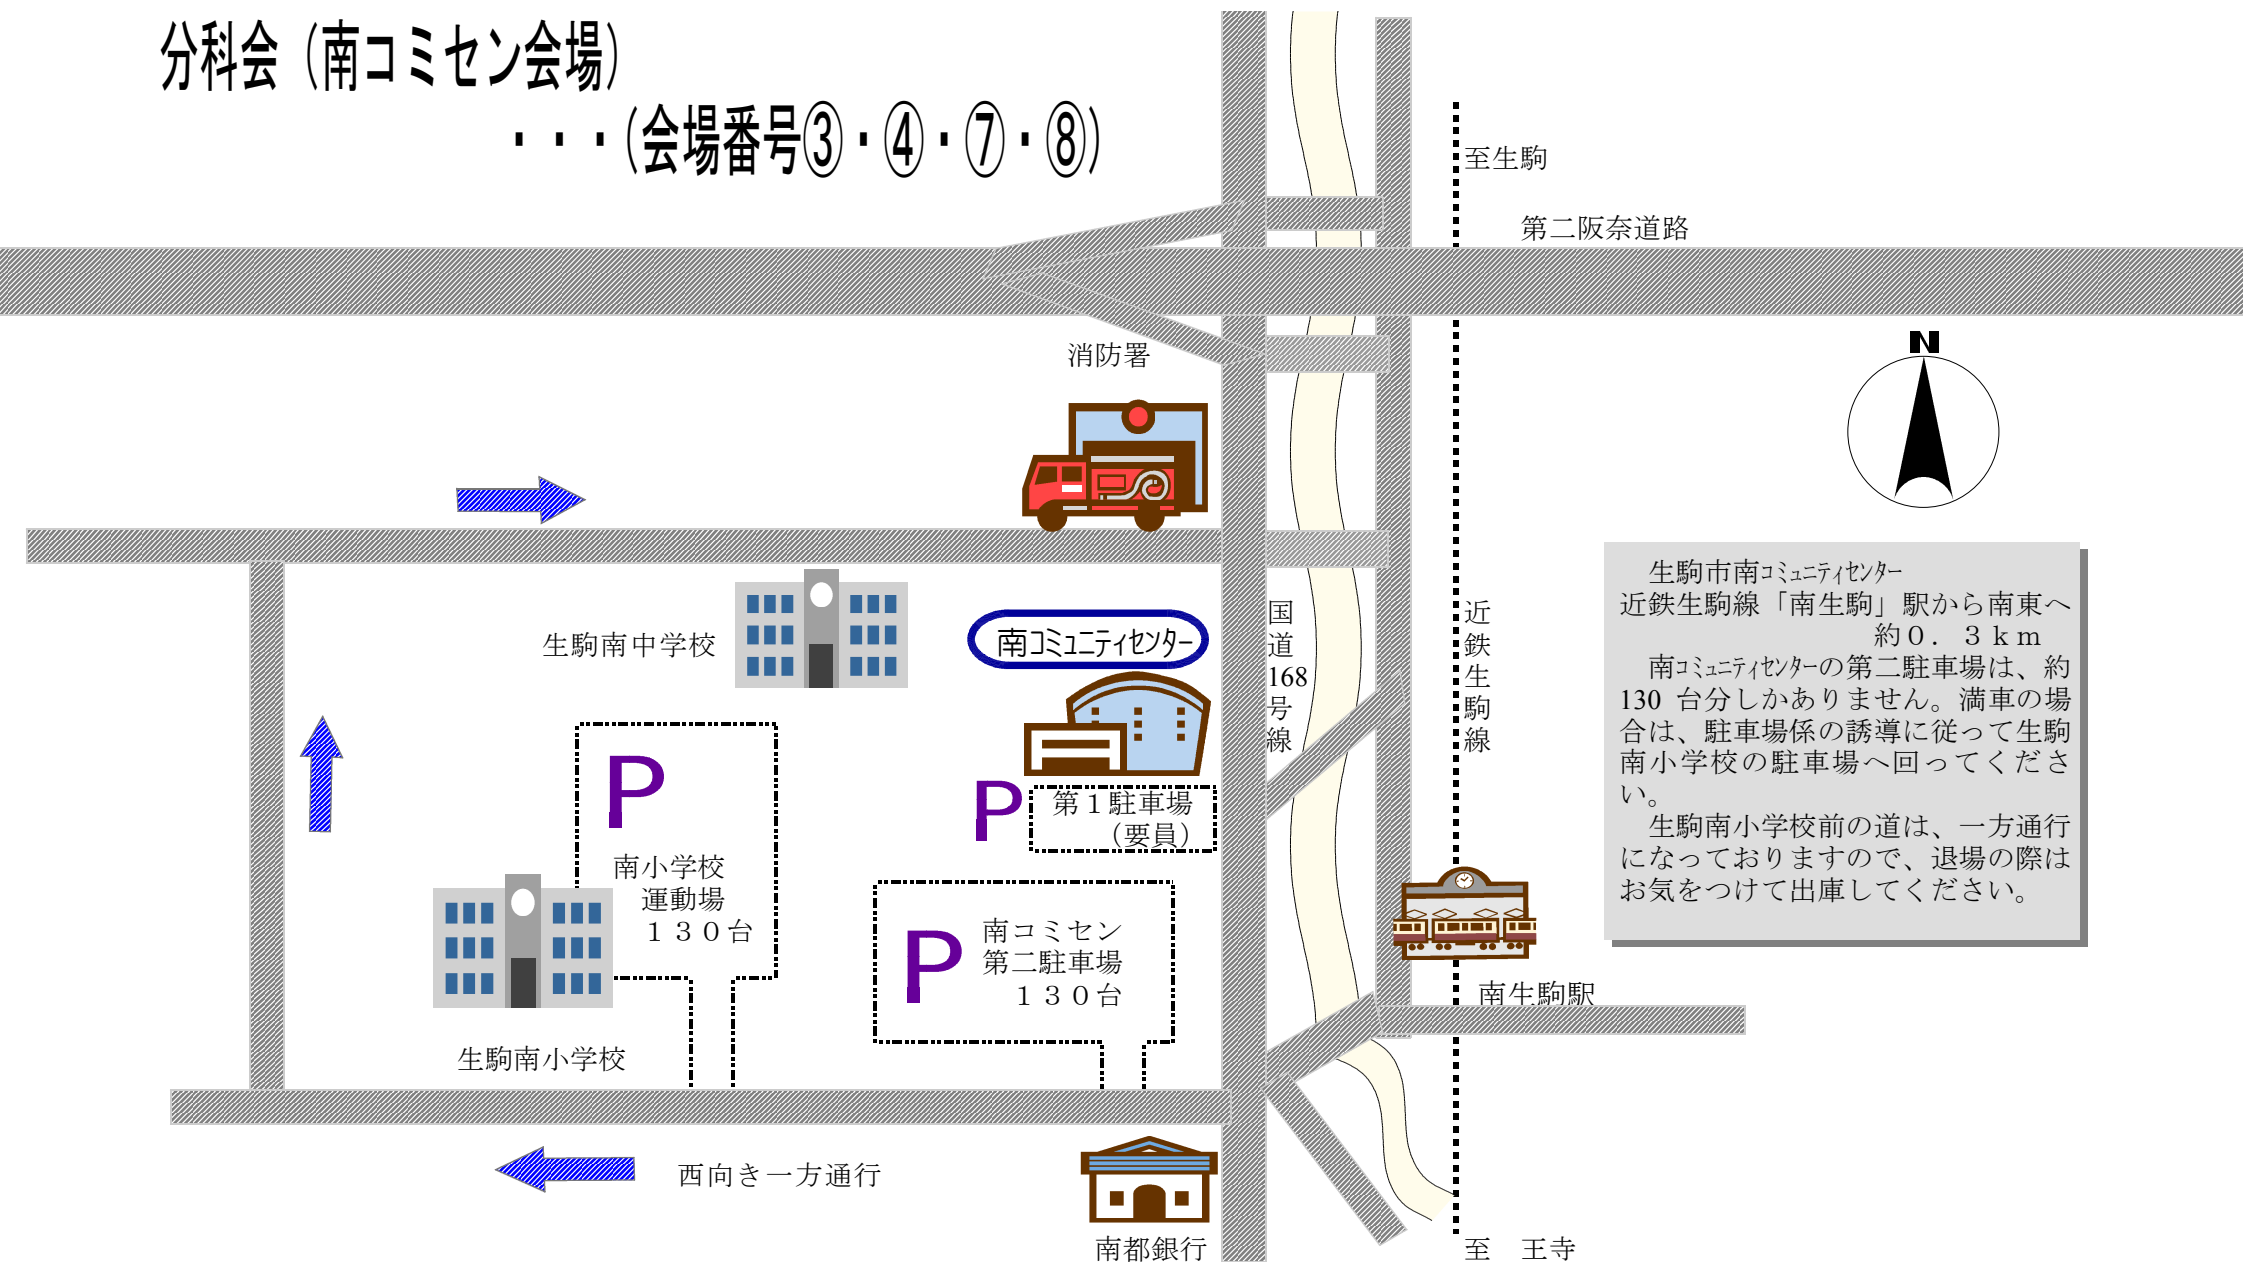 分科会（南コミセン会場）
・・・（会場番号③・④・⑦・⑧）
至生駒
第二阪奈道路
消防署
N
生駒南中学校
南コミュニティセンター
国道168号線
近鉄生駒線
生駒市南コミュニティセンター
近鉄生駒線「南生駒」駅から南東へ
約０．３ｋｍ
南コミュニティセンターの第二駐車場は、約
130 台分しかありません。満車の場
合は、駐車場係の誘導に従って生駒
南小学校の駐車場へ回ってくださ
い。
生駒南小学校前の道は、一方通行
になっておりますので、退場の際は
お気をつけて出庫してください。
P
南小学校
運動場
１３０台
P
第１駐車場
（要員）
P
南コミセン
第二駐車場
１３０台
南生駒駅
生駒南小学校
西向き一方通行
南都銀行
至　王寺